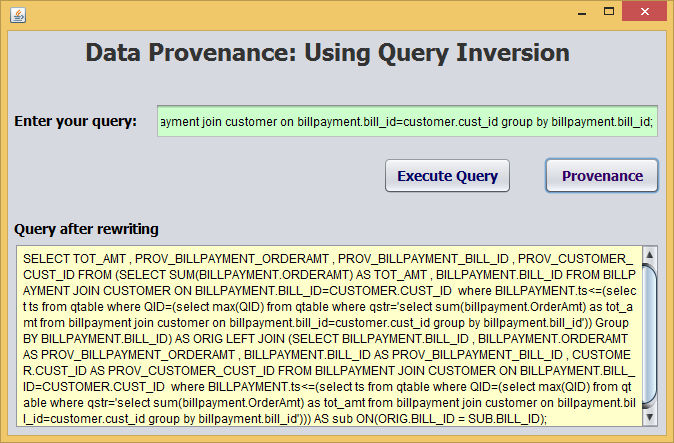 Data Provenance: Using Query Inversion
Enter your query:
ayment join customer on billpayment.bill_id=customer.cust_id group by billpayment.bill_id;
Execute Query
Provenance
Query after rewriting
SELECT TOT_AMT , PROV_BILLPAYMENT_ORDERAMT , PROV_BILLPAYMENT_BILL_ID , PROV_CUSTOMER_
CUST_ID FROM (SELECT SUM(BILLPAYMENT.ORDERAMT) AS TOT_AMT , BILLPAYMENT.BILL_ID FROM BILLP
AYMENT JOIN CUSTOMER ON BILLPAYMENT.BILL_ID=CUSTOMER.CUST_ID  where BILLPAYMENT.ts<=(selec
t ts from qtable where QID=(select max(QID) from qtable where qstr='select sum(billpayment.OrderAmt) as tot_a
mt from billpayment join customer on billpayment.bill_id=customer.cust_id group by billpayment.bill_id')) Group
BY BILLPAYMENT.BILL_ID) AS ORIG LEFT JOIN (SELECT BILLPAYMENT.BILL_ID , BILLPAYMENT.ORDERAMT
AS PROV_BILLPAYMENT_ORDERAMT , BILLPAYMENT.BILL_ID AS PROV_BILLPAYMENT_BILL_ID , CUSTOME
R.CUST_ID AS PROV_CUSTOMER_CUST_ID FROM BILLPAYMENT JOIN CUSTOMER ON BILLPAYMENT.BILL_
ID=CUSTOMER.CUST_ID  where BILLPAYMENT.ts<=(select ts from qtable where QID=(select max(QID) from qt
able where qstr='select sum(billpayment.OrderAmt) as tot_amt from billpayment join customer on billpayment.bi
ll_id=customer.cust_id group by billpayment.bill_id'))) AS sub ON(ORIG.BILL_ID = SUB.BILL_ID);